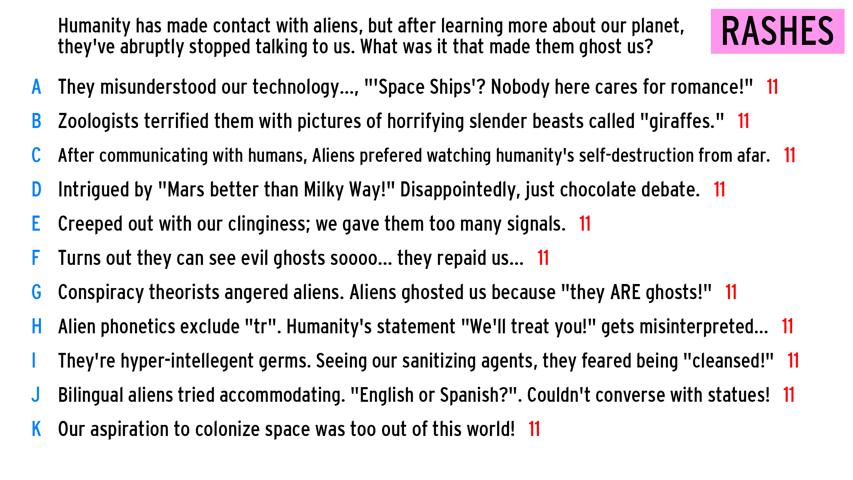 Humanity has made contact with aliens, but after learning more about our planet,
they've abruptly stopped talking to us. What was it that made them ghost us?
RASHES
A They misunderstood our technology..., "'Space Ships'? Nobody here cares for romance!" 11
B Zoologists terrified them with pictures of horrifying slender beasts called "giraffes." 11
C After communicating with humans, Aliens prefered watching humanity's self-destruction from afar. 11
D Intrigued by "Mars better than Milky Way!" Disappointedly, just chocolate debate. 11
E Creeped out with our clinginess; we gave them too many signals. 11
F Turns out they can see evil ghosts soooo... they repaid us... 11
G Conspiracy theorists angered aliens. Aliens ghosted us because "they ARE ghosts!" 11
H Alien phonetics exclude "tr". Humanity's statement "We'll treat you!" gets misinterpreted... 11
I They're hyper-intellegent germs. Seeing our sanitizing agents, they feared being "cleansed!" 11
J Bilingual aliens tried accommodating. "English or Spanish?". Couldn't converse with statues! 11
K Our aspiration to colonize space was too out of this world! 11